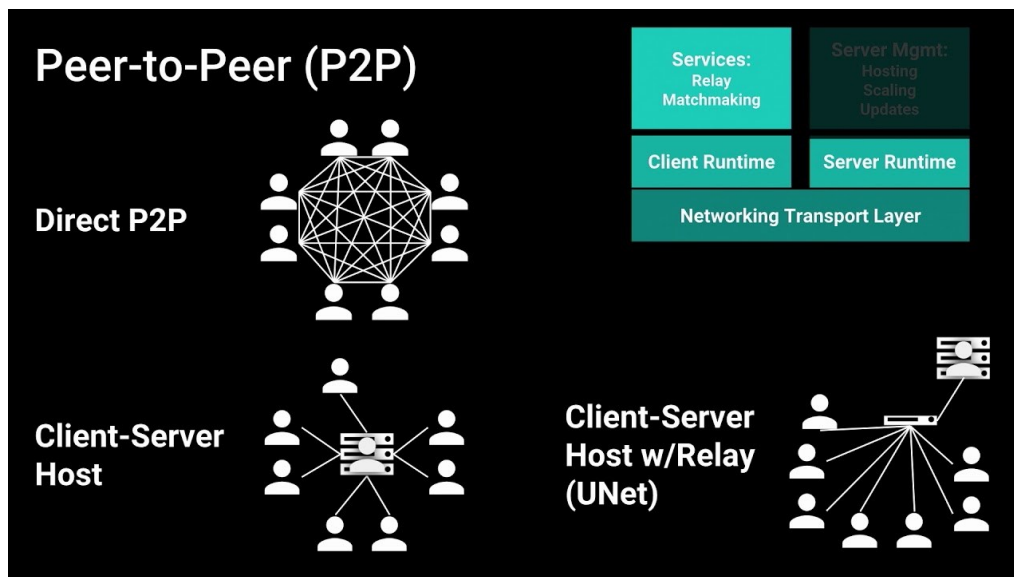 Peer-to-Peer (P2P)
Services:
Relay
Matchmaking
Server Mgmt:
Hosting
Scaling
Updates
Client Runtime
Server Runtime
Networking Transport Layer
Direct P2P
Client-Server
Host
Client-Server
Host w/Relay
(UNet)